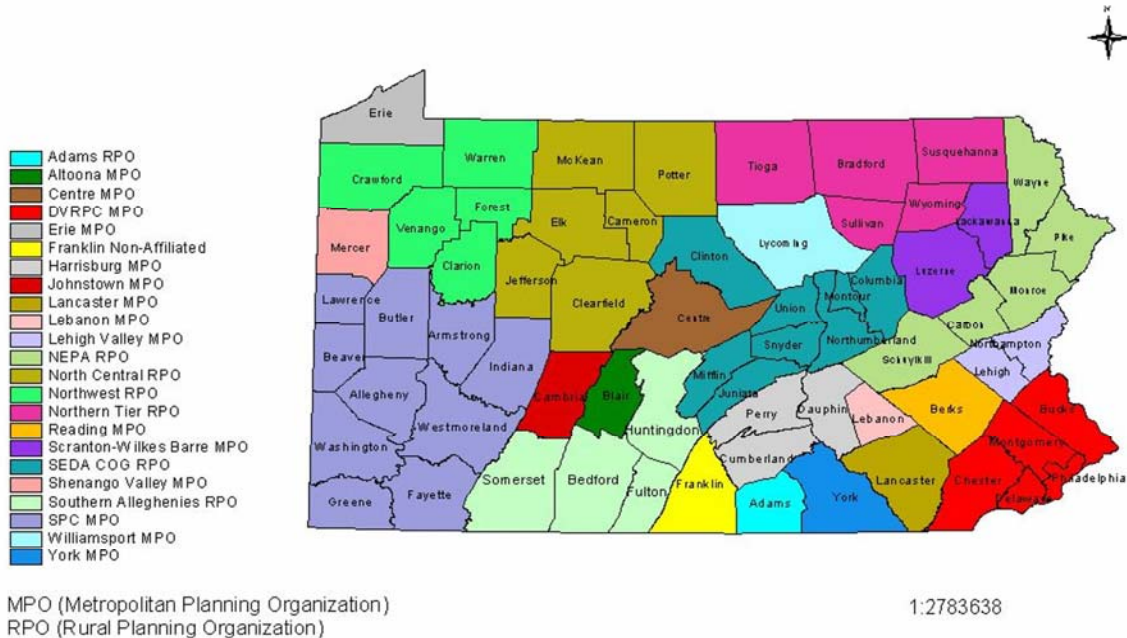 N
Erie
Adams RPO
Altoona MPO
Centre MPO
DVRPC MPO
Erie MPO
Franklin Non-Affiliated
Harrisburg MPO
Johnstown MPO
Lancaster MPO
Lebanon MPO
Lehigh Valley MPO
NEPA RPO
North Central RPO
Northwest RPO
Northern Tier RPO
Reading MPO
Scranton-Wilkes Barre MPO
SEDA COG RPO
Shenango Valley MPO
Southern Alleghenies RPO
SPC MPO
Williamsport MPO
York MPO
Warren
McKean
Potter
Tioga
Bradford
Susquehanna
Crawford
Wayne
Forest
Venango
Elk
Cameron
Sullivan
Wyoming
Lackawanna
Mercer
Clarion
Clinton
Lycoming
Pike
Jefferson
Clearfield
Columbia
Luzerne
Lawrence
Butler
Armstrong
Centre
Union
Montour
Monroe
Carbon
Beaver
Indiana
Snyder
Northumberland
Schuylkill
Northampton
Lehigh
Allegheny
Cambria
Blair
Mifflin
Juniata
Perry
Dauphin
Lebanon
Berks
Bucks
Westmoreland
Huntingdon
Montgomery
Washington
Cumberland
Philadelphia
Somerset
Bedford
Fulton
Franklin
Lancaster
Chester
Delaware
Greene
Fayette
Adams
York
MPO (Metropolitan Planning Organization)
RPO (Rural Planning Organization)
1:2783638